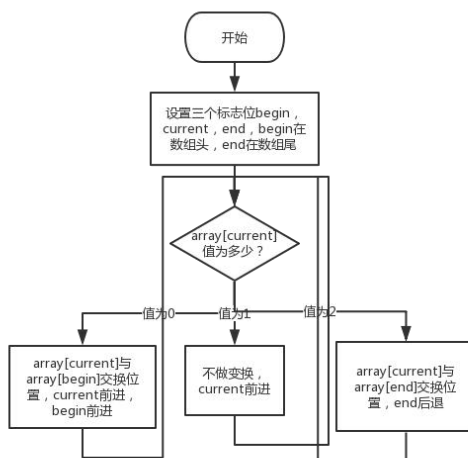 开始
设置三个标志位begin，
current，end，begin在
数组头，end在数组尾
array[current]
值为多少？
值为0
值为1
值为2
array[current]与
array[begin]交换位
置，current前进，
begin前进
不做变换，
current前进
array[current]与
array[end]交换位
置，end后退